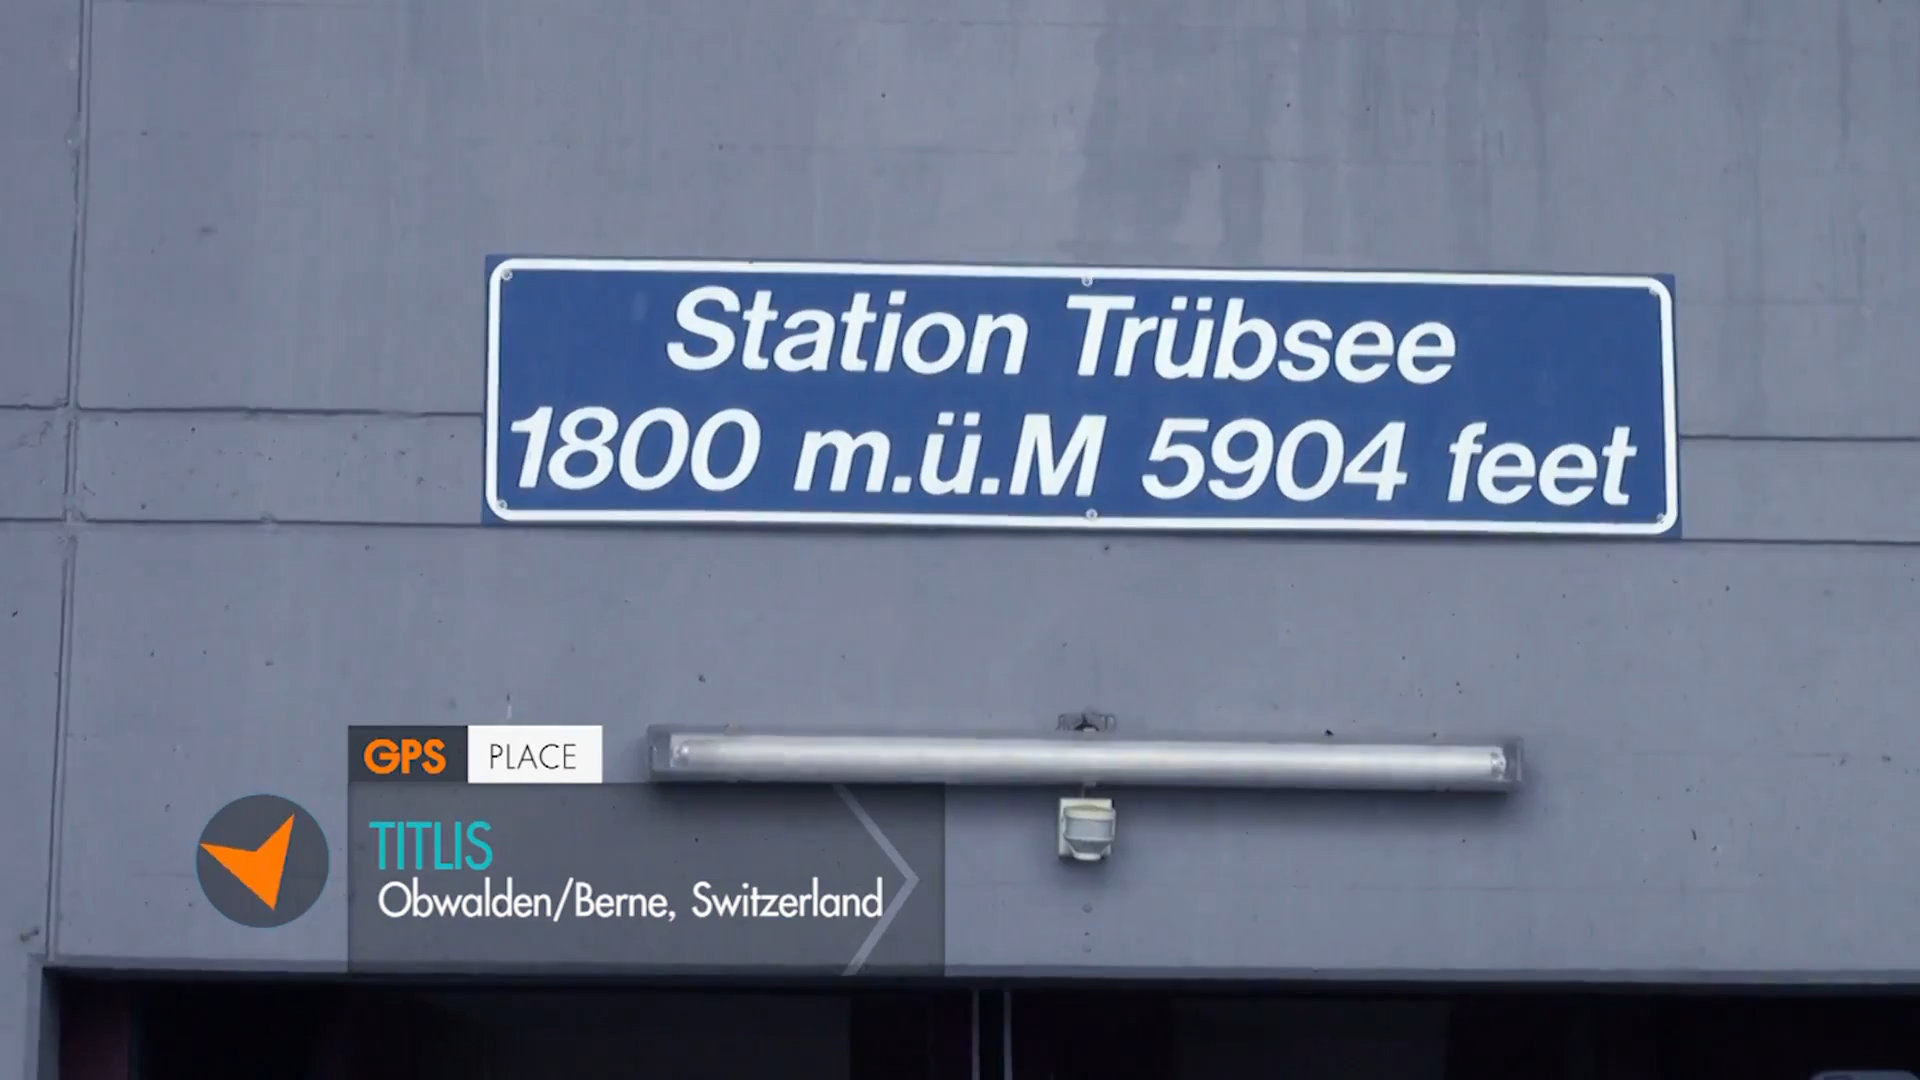 Station Trübsee
1800 m.ü.M 5904 feet
GPS PLACE
TITLIS
Obwalden/Berne, Switzerland